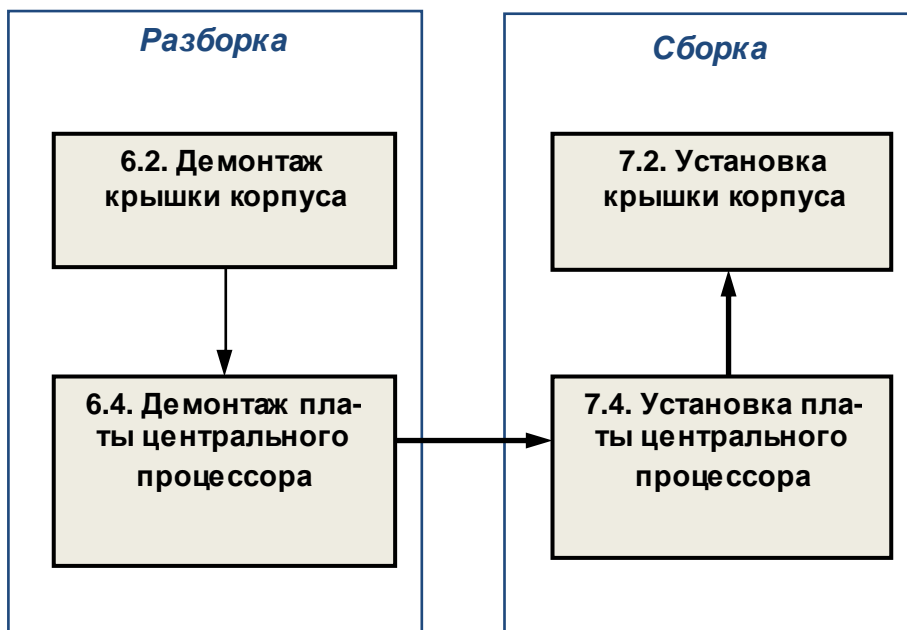 Разборка
6.2. Демонтаж
крышки корпуса
6.4. Демонтаж пла-
ты центрального
процессора
Сборка
7.2. Установка
крышки корпуса
7.4. Установка пла-
ты центрального
процессора